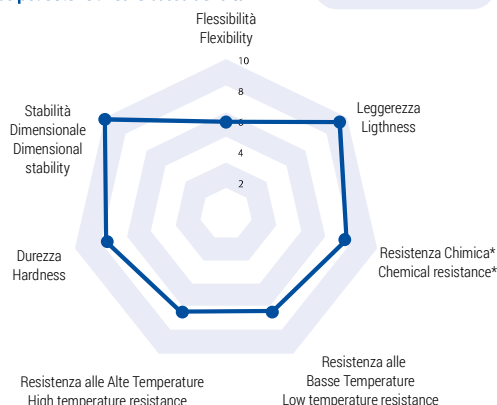 Flessibilità
Flexibility
10
8
6
4
2
Leggerezza
Ligthness
Stabilità
Dimensionale
Dimensional
stability
Durezza
Hardness
Resistenza Chimica*
Chemical resistance*
Resistenza alle Alte Temperature
High temperature resistance
Resistenza alle
Basse Temperatura
Low temperature resistance